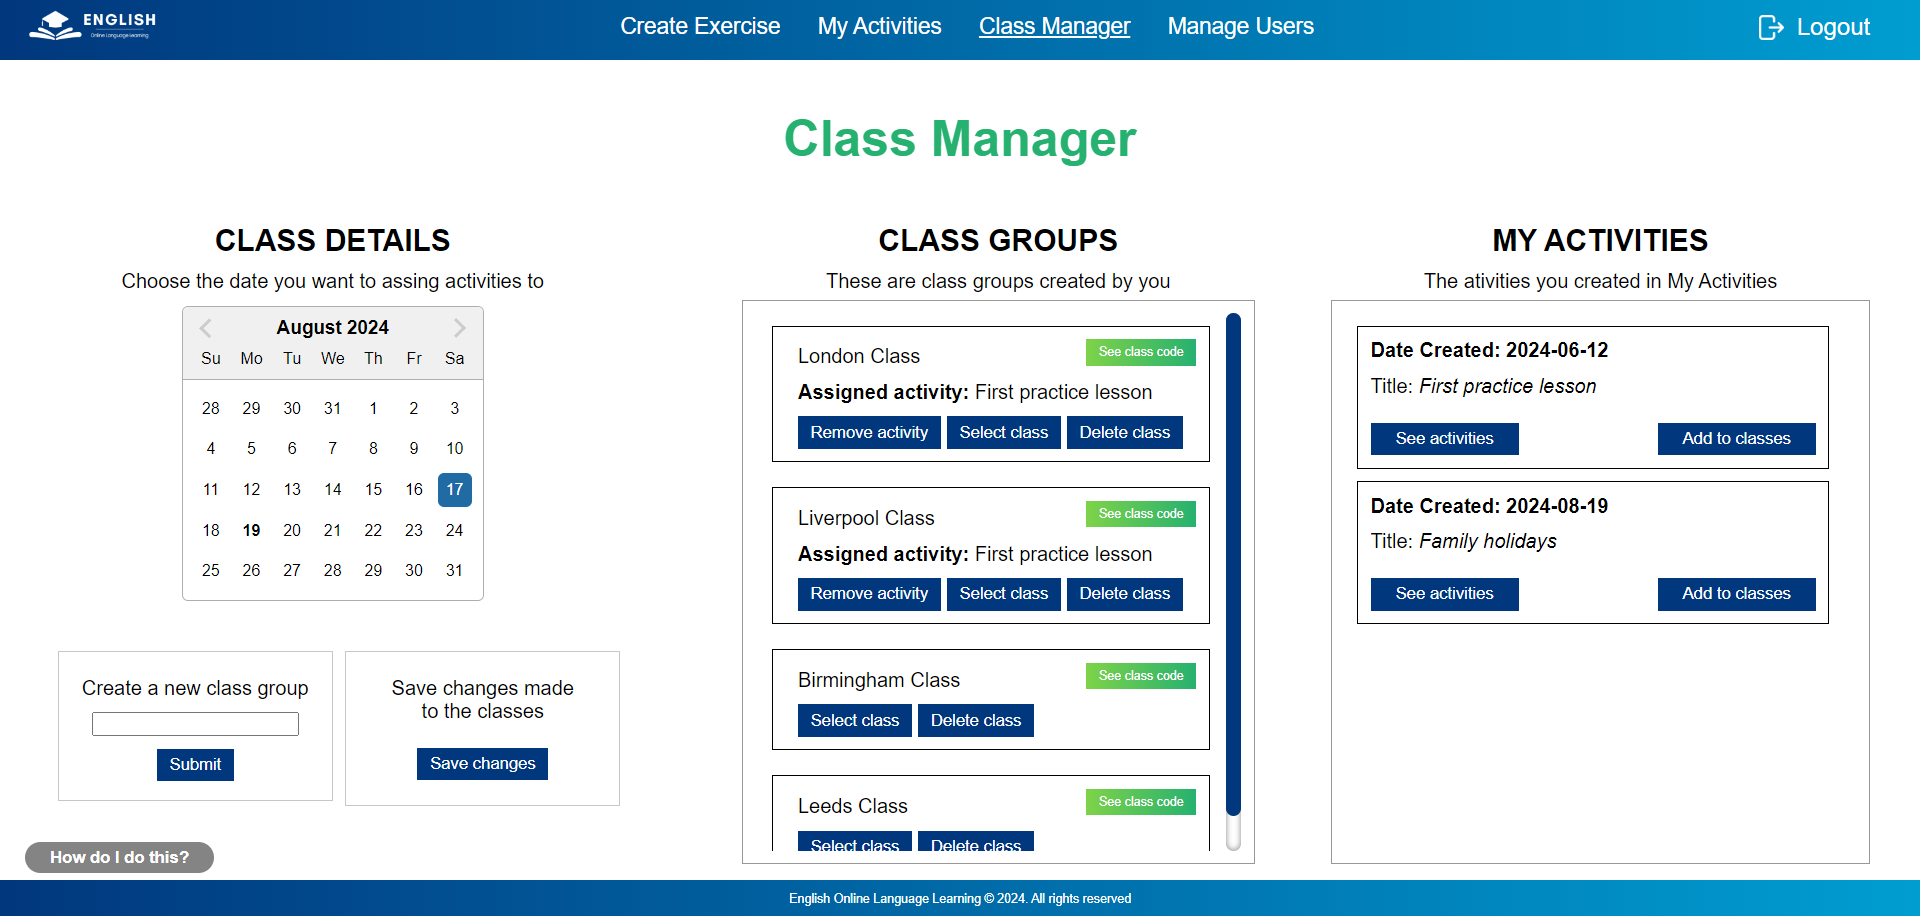 ENGLISH
Online Language Learning
Create Exercise My Activities Class Manager Manage Users
Logout
Class Manager
CLASS DETAILS
Choose the date you want to assing activities to
August 2024
Su Mo Tu We Th Fr Sa
28 29 30 31 1 2 3
4 5 6 7 8 9 10
11 12 13 14 15 16 17
18 19 20 21 22 23 24
25 26 27 28 29 30 31
Create a new class group
Submit
Save changes made
to the classes
Save changes
How do I do this?
CLASS GROUPS
These are class groups created by you
London Class See class code
Assigned activity: First practice lesson
Remove activity Select class Delete class
Liverpool Class See class code
Assigned activity: First practice lesson
Remove activity Select class Delete class
Birmingham Class See class code
Select class Delete class
Leeds Class See class code
Select class Delete class
MY ACTIVITIES
The ativities you created in My Activities
Date Created: 2024-06-12
Title: First practice lesson
See activities Add to classes
Date Created: 2024-08-19
Title: Family holidays
See activities Add to classes
English Online Language Learning © 2024. All rights reserved